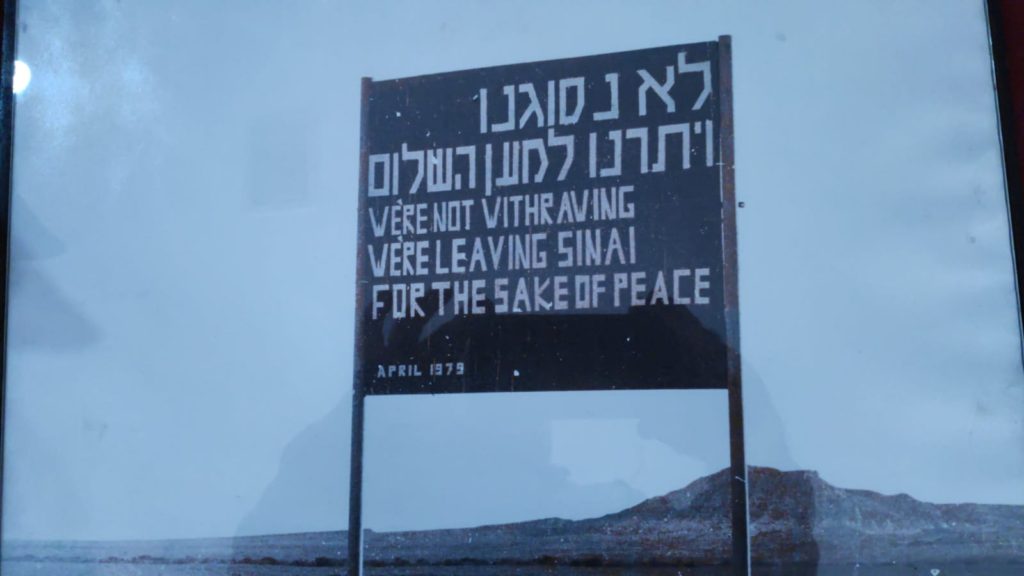 לא נסוגנו
ויתרנו למען השלום
WE'RE NOT VITHRAVING
WE'RE LEAVING SINAI
FOR THE SAKE OF PEACE
APRIL 1979